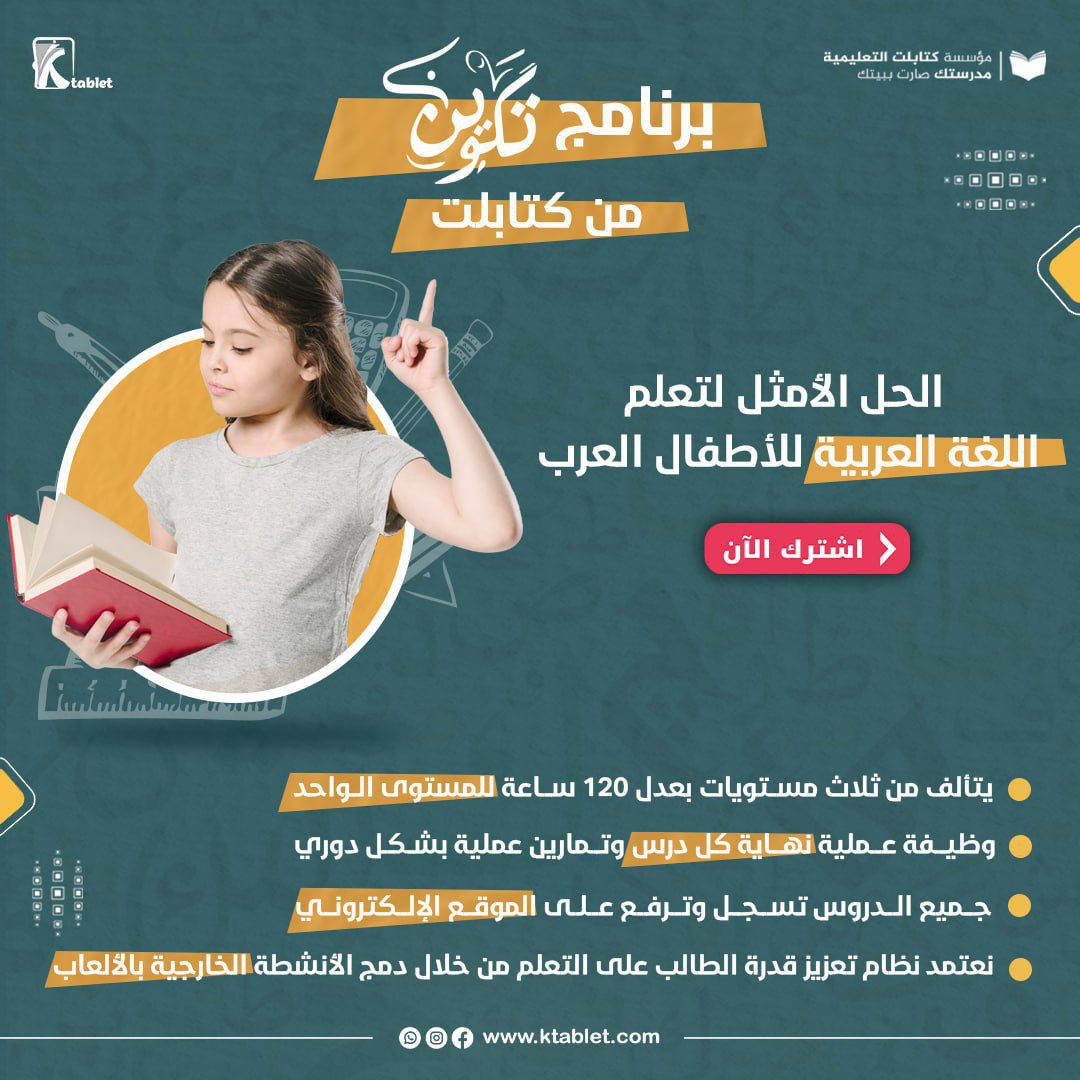 Ktablet
مؤسسة كتابلت التعليمية
مدرستك صارت ببيتك
برنامج تكوين
من كتابلت
الحل الأمثل لتعلم
اللغة العربية للأطفال العرب
اشترك الآن
يتألف من ثلاث مستويات بعدل 120 ساعة للمستوى الواحد
وظيفة عملية نهاية كل درس وتمارين عملية بشكل دوري
جميع الدروس تسجل وترفع على الموقع الإلكتروني
نعتمد نظام تعزيز قدرة الطالب على التعلم من خلال دمج الأنشطة الخارجية بالألعاب
www.ktablet.com